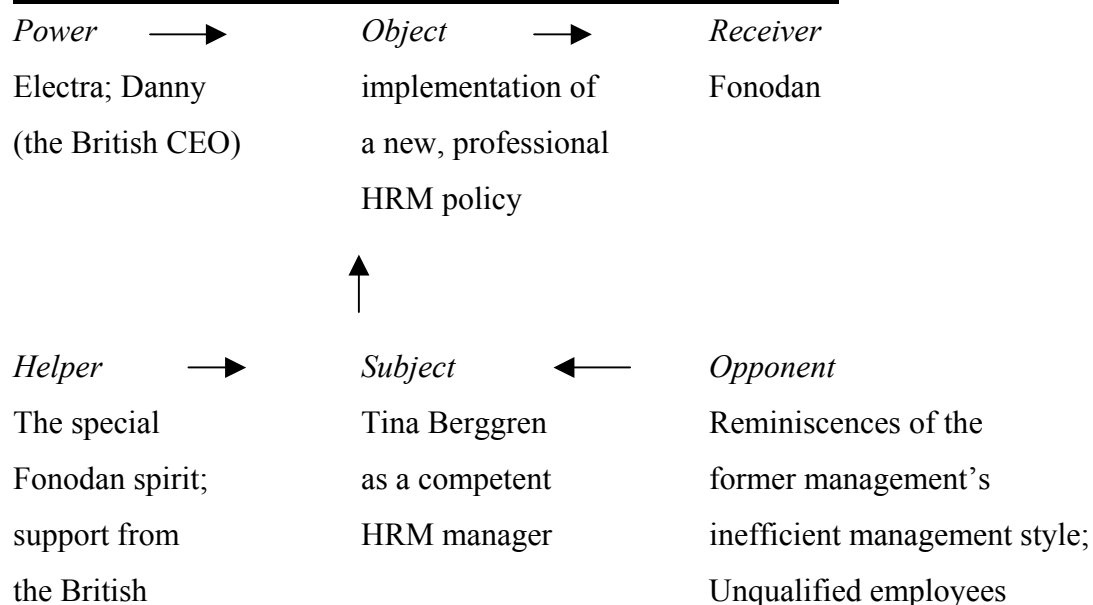 Power Object Receiver
Electra; Danny implementation of Fonodan
(the British CEO) a new, professional
HRM policy
Helper Subject Opponent
The special Tina Berggren Reminiscences of the
Fonodan spirit; as a competent former management’s
support from HRM manager inefficient management style;
the British Unqualified employees